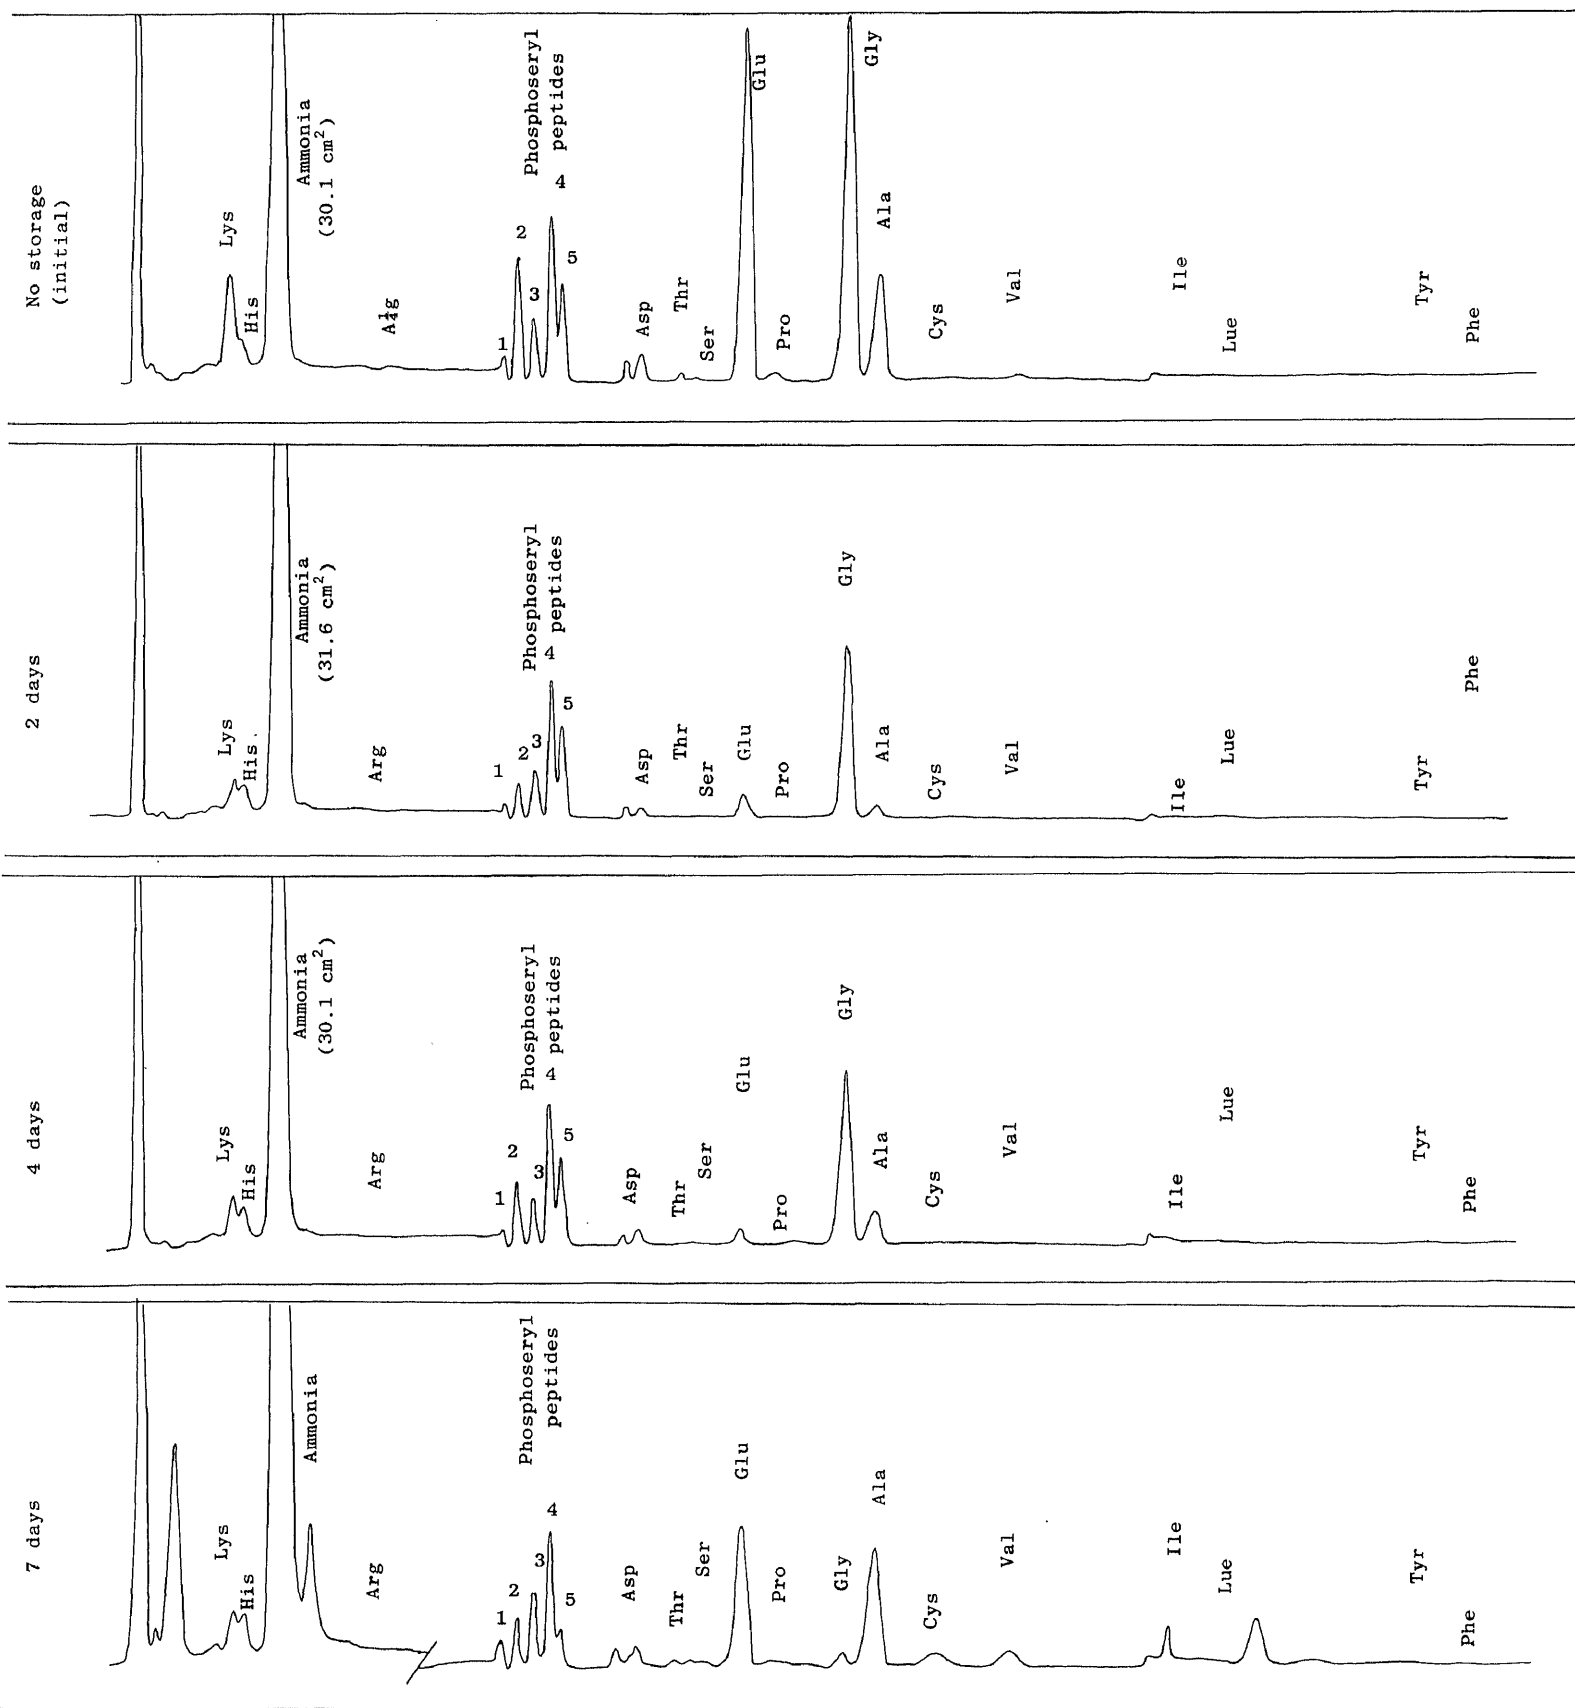 No storage
(initial)
Lys
His
Ammonia
(30.1 cm²)
A¼g
Phosphoseryl
peptides
1
2
3
4
5
Asp
Thr
Ser
Glu
Pro
Gly
Ala
Cys
Val
Ile
Lue
Tyr
Phe
2 days
Lys
His.
Ammonia
(31.6 cm²)
Arg
Phosphoseryl
peptides
1
2
3
4
5
Asp
Thr
Ser
Glu
Pro
Gly
Ala
Cys
Val
Ile
Lue
Tyr
Phe
4 days
Lys
His
Ammonia
(30.1 cm²)
Arg
Phosphoseryl
peptides
1
2
3
4
5
Asp
Thr
Ser
Glu
Pro
Gly
Ala
Cys
Val
Ile
Lue
Tyr
Phe
7 days
Lys
His
Ammonia
Arg
Phosphoseryl
peptides
1
2
3
4
5
Asp
Thr
Ser
Glu
Pro
Gly
Ala
Cys
Val
Ile
Lue
Tyr
Phe